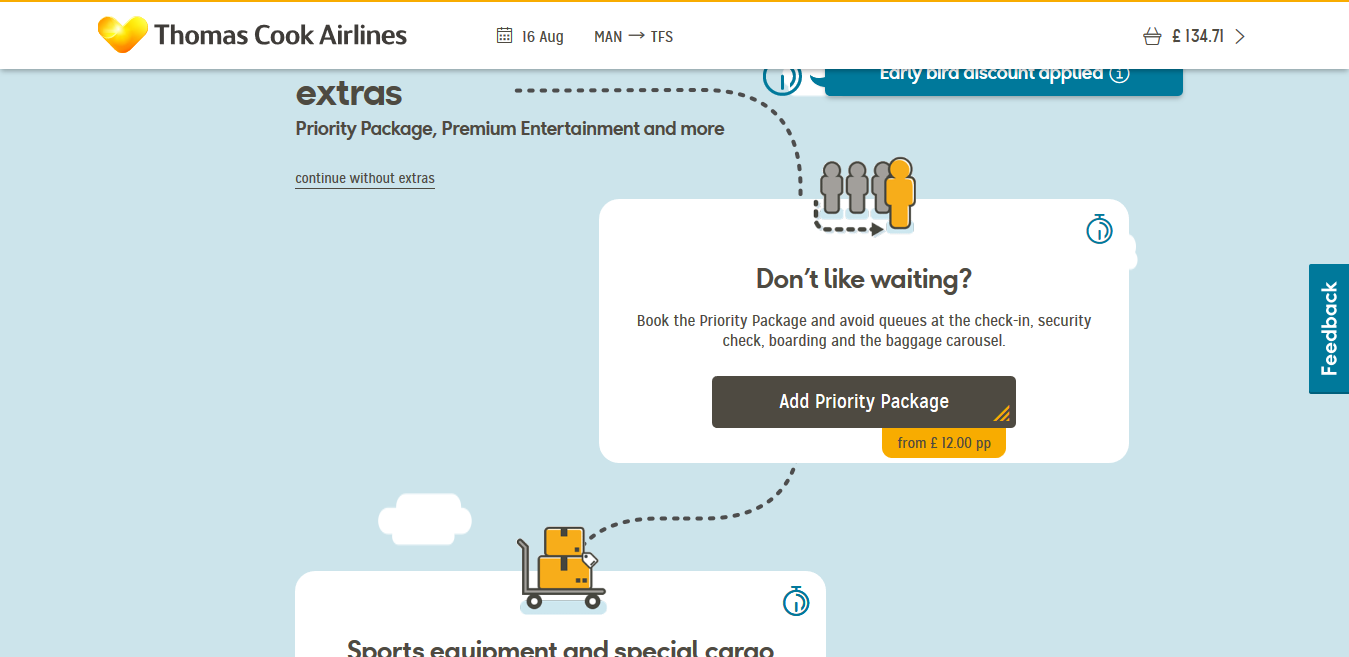 Thomas Cook Airlines
16 Aug
MAN → TFS
£ 134.71
Early bird discount applied
extras
Priority Package, Premium Entertainment and more
continue without extras
Don't like waiting?
Book the Priority Package and avoid queues at the check-in, security
check, boarding and the baggage carousel.
Add Priority Package
from £ 12.00 pp
Feedback
Sports equipment and special cargo